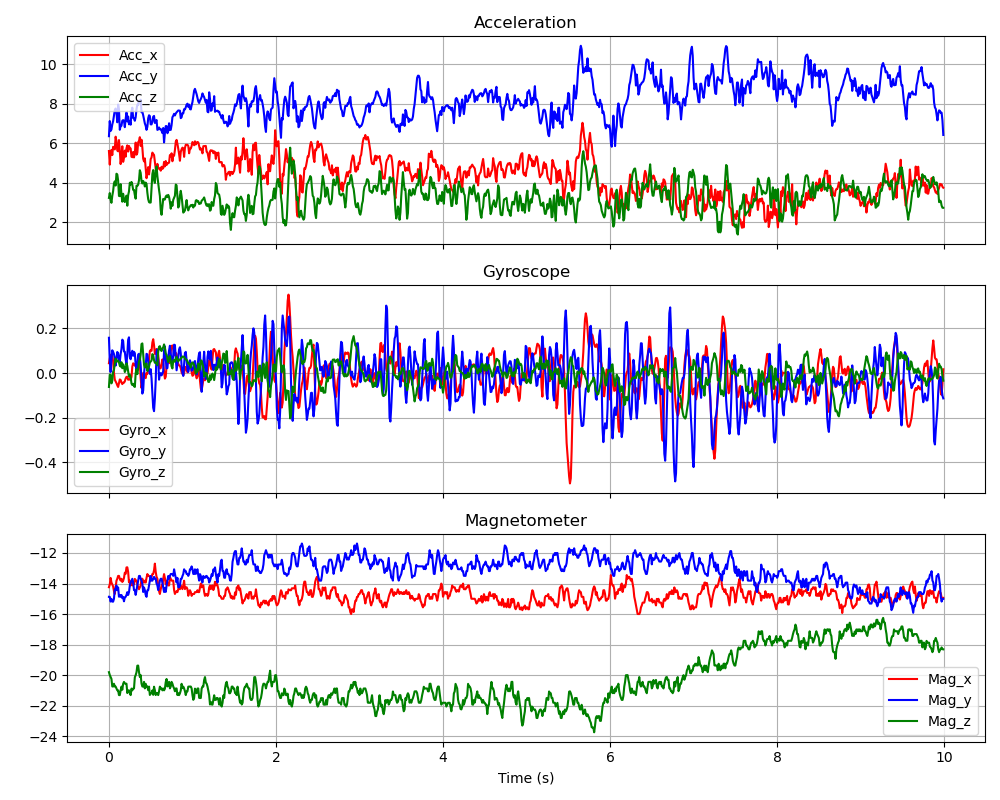 Acceleration
Acc_x
Acc_y
Acc_z
10
8
6
4
2
Gyroscope
0.2
0.0
−0.2
−0.4
Gyro_x
Gyro_y
Gyro_z
Magnetometer
−12
−14
−16
−18
−20
−22
−24
Mag_x
Mag_y
Mag_z
0 2 4 6 8 10
Time (s)